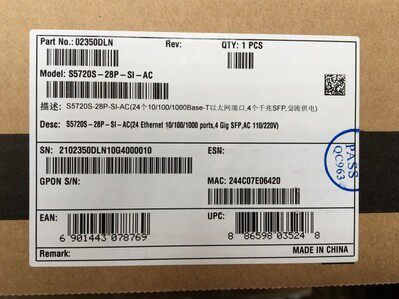 Part No.: 02350DLN Rev: QTY: 1 PCS
Model: S5720S-28P-SI-AC
描述: S5720S-28P-SI-AC(24个10/100/1000Base-T以太网端口,4个千兆SFP,交流供电)
Desc: S5720S-28P-SI-AC(24 Ethernet 10/100/1000 ports,4 Gig SFP,AC 110/220V)
SN: 2102350DLN10G4000010 ESN:
PASS
QC963
GPON S/N: MAC: 244C07E06420
EAN: UPC:
6 901443 078769 8 86598 03524 8
Remark: MADE IN CHINA